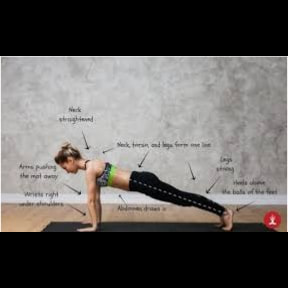 Neck
straightened
Neck, torsin, and legs form one line
Arms pushing
the mat away
Legs
strong
Wrists right
under shoulders
Heels above
the balls of the feet
Abdomen drawn in